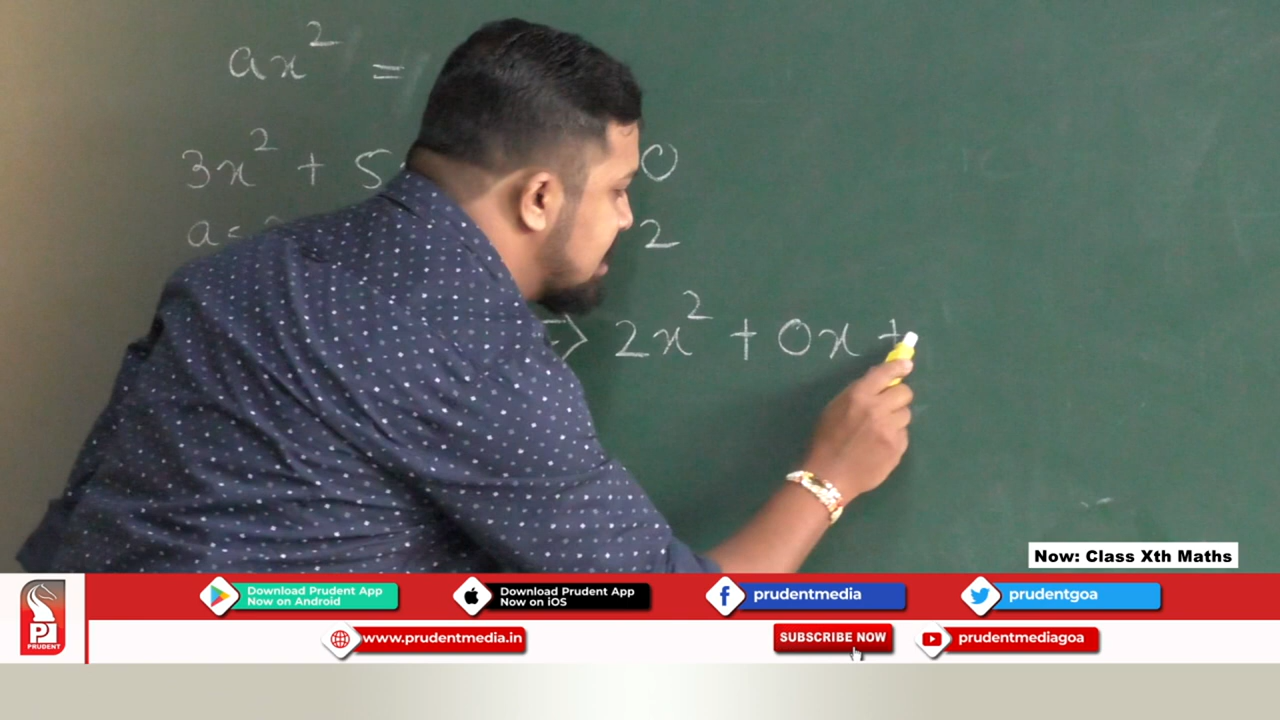 ax² =
3x² + 5 0
a= 2
=> 2x² + 0x +
Now: Class Xth Maths
Download Prudent App
Now on Android
Download Prudent App
Now on iOS
prudentmedia
prudentgoa
PRUDENT
www.prudentmedia.in
SUBSCRIBE NOW
prudentmediagoa